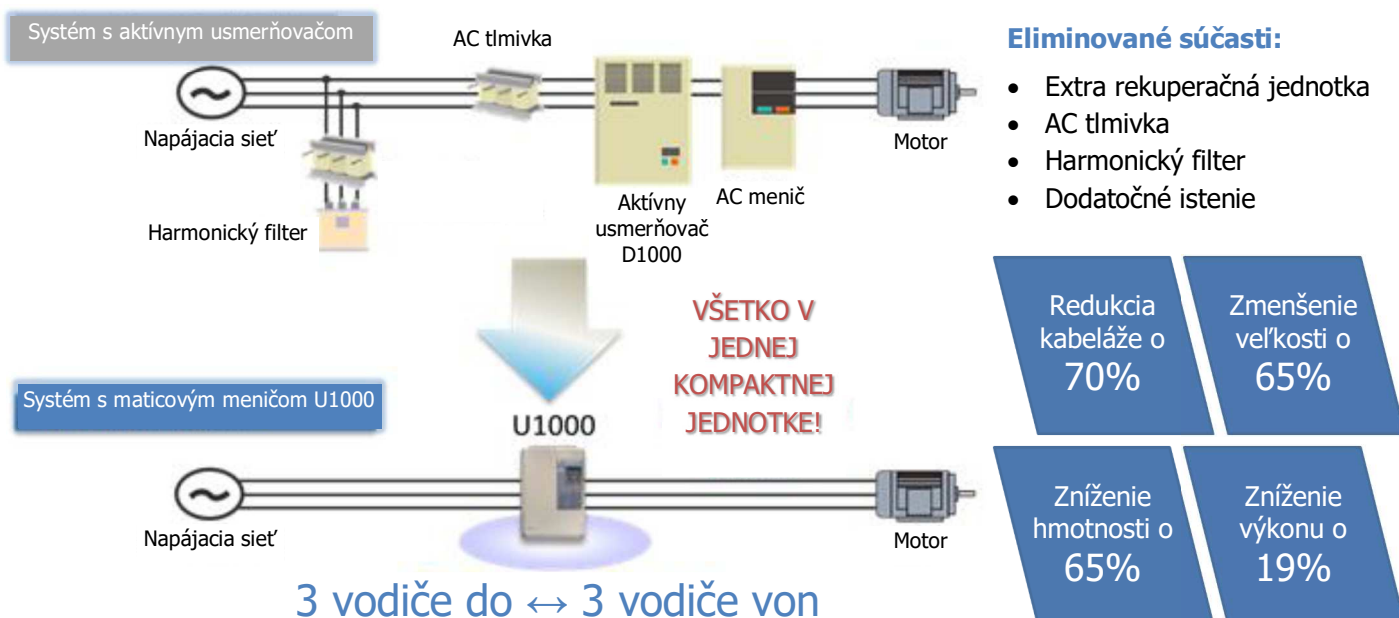 Systém s aktívnym usmerňovačom
AC tlmivka
Napájacia sieť
Harmonický filter
Aktívny
usmerňovač
D1000
AC menič
Motor
Eliminované súčasti:
• Extra rekuperačná jednotka
• AC tlmivka
• Harmonický filter
• Dodatočné istenie
VŠETKO V
JEDNEJ
KOMPAKTNEJ
JEDNOTKE!
Redukcia
kabeláže o
70%
Zmenšenie
veľkosti o
65%
Systém s maticovým meničom U1000
U1000
Napájacia sieť
Motor
3 vodiče do ↔ 3 vodiče von
Zníženie
hmotnosti o
65%
Zníženie
výkonu o
19%